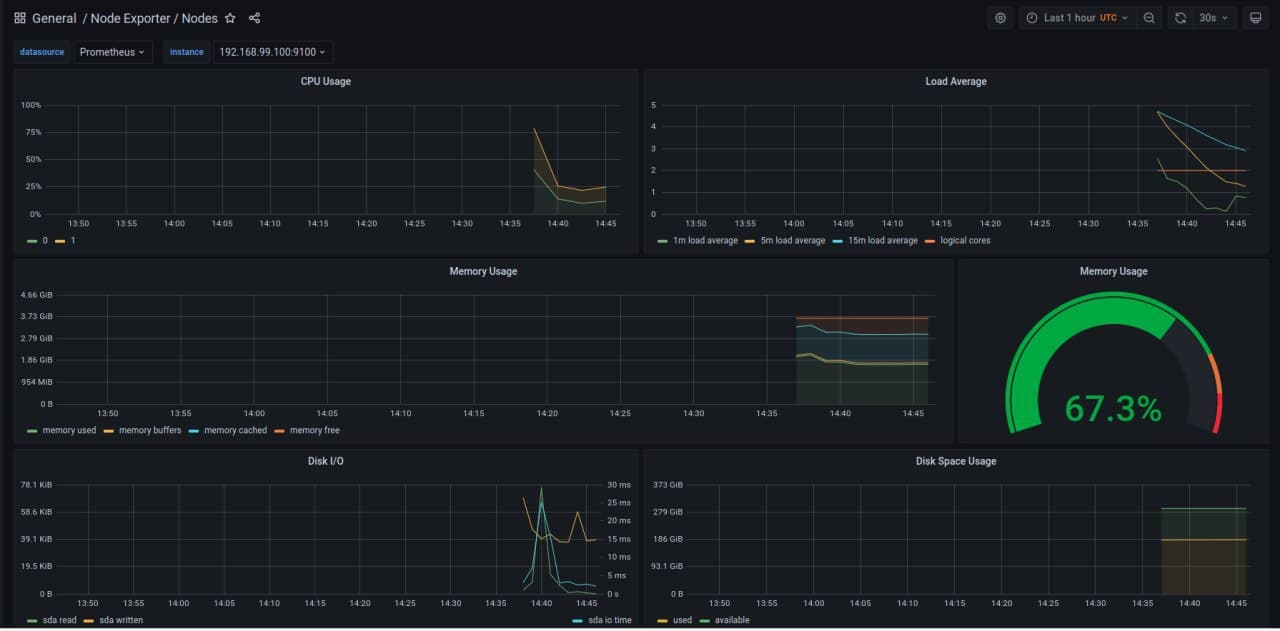 General / Node Exporter / Nodes Last 1 hour UTC 30s
datasource Prometheus instance 192.168.99.100:9100
CPU Usage
100%
75%
50%
25%
0%
13:50 13:55 14:00 14:05 14:10 14:15 14:20 14:25 14:30 14:35 14:40 14:45
0 1
Load Average
5
4
3
2
1
0
13:50 13:55 14:00 14:05 14:10 14:15 14:20 14:25 14:30 14:35 14:40 14:45
1m load average 5m load average 15m load average logical cores
Memory Usage
4.66 GiB
3.73 GiB
2.79 GiB
1.86 GiB
954 MiB
0 B
13:50 13:55 14:00 14:05 14:10 14:15 14:20 14:25 14:30 14:35 14:40 14:45
memory used memory buffers memory cached memory free
Memory Usage
67.3%
Disk I/O
78.1 KiB
58.6 KiB
39.1 KiB
19.5 KiB
0 B
30 ms
25 ms
20 ms
15 ms
10 ms
5 ms
0 s
13:50 13:55 14:00 14:05 14:10 14:15 14:20 14:25 14:30 14:35 14:40 14:45
sda read sda written sda io time
Disk Space Usage
373 GiB
279 GiB
186 GiB
93.1 GiB
0 B
13:50 13:55 14:00 14:05 14:10 14:15 14:20 14:25 14:30 14:35 14:40 14:45
used available